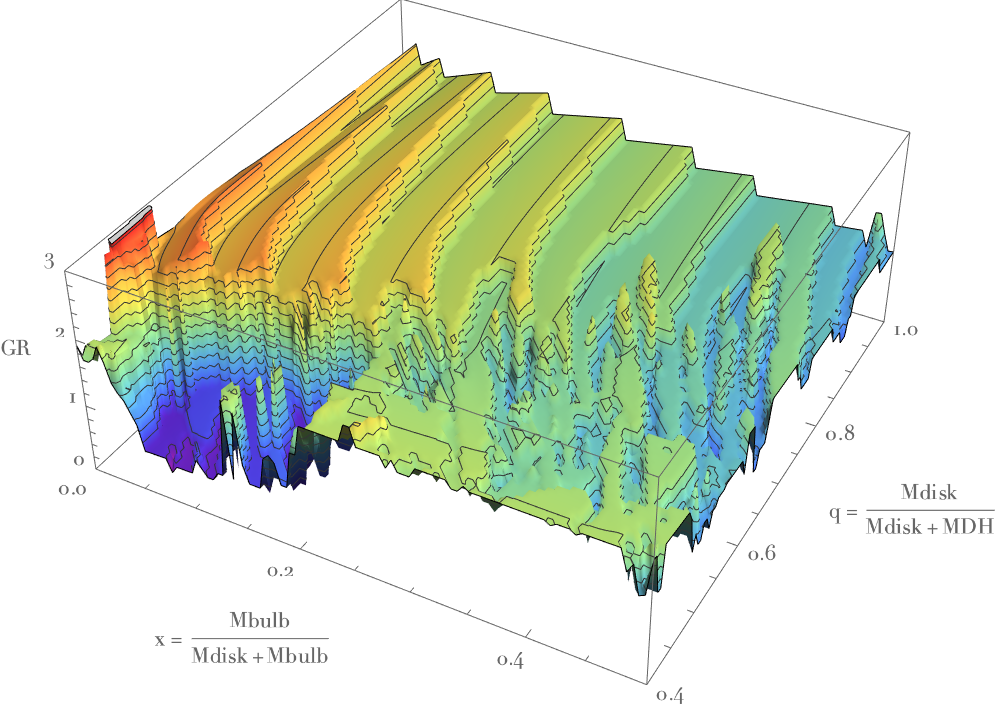 3
2
GR
1
0
0.0
0.2
0.4
0.4
0.6
0.8
1.0
x = Mbulb
Mdisk + Mbulb
q = Mdisk
Mdisk + MDH